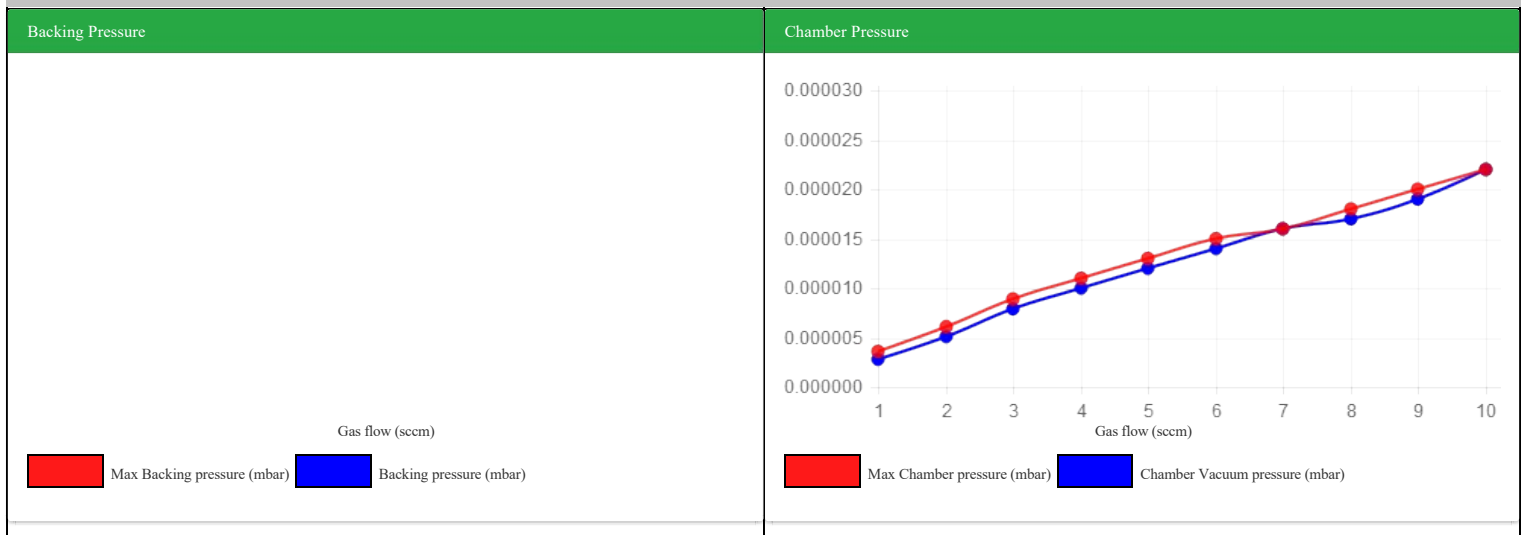 Backing Pressure
Gas flow (sccm)
Max Backing pressure (mbar) Backing pressure (mbar)
Chamber Pressure
0.000030
0.000025
0.000020
0.000015
0.000010
0.000005
0.000000
1 2 3 4 5 6 7 8 9 10
Gas flow (sccm)
Max Chamber pressure (mbar) Chamber Vacuum pressure (mbar)